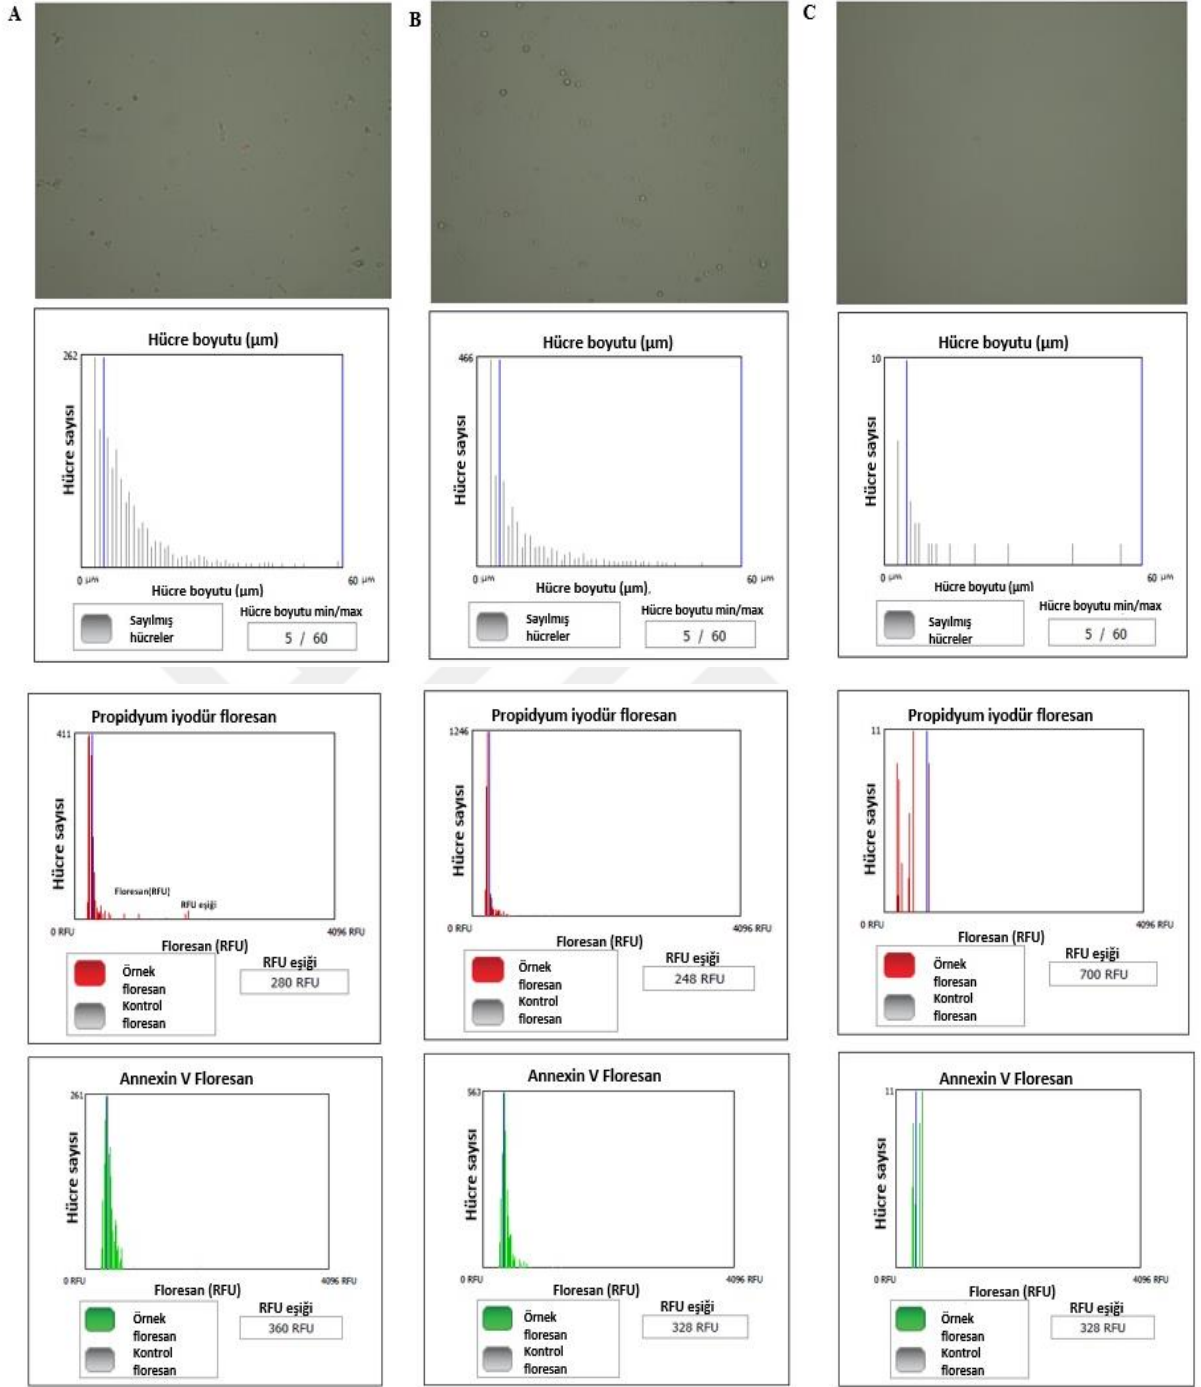 A
B
C
Hücre boyutu (µm)
262
Hücre sayısı
0 µm
60 µm
Hücre boyutu (µm)
Sayılmış
hücreler
Hücre boyutu min/max
5 / 60
Hücre boyutu (µm)
466
Hücre sayısı
0 µm
60 µm
Hücre boyutu (µm).
Sayılmış
hücreler
Hücre boyutu min/max
5 / 60
Hücre boyutu (µm)
10
Hücre sayısı
0 µm
60 µm
Hücre boyutu (µm)
Sayılmış
hücreler
Hücre boyutu min/max
5 / 60
Propidyum iyodür floresan
411
Hücre sayısı
Floresan(RFU)
RFU eşiği
0 RFU
4096 RFU
Floresan (RFU)
Örnek
floresan
Kontrol
floresan
RFU eşiği
280 RFU
Propidyum iyodür floresan
1246
Hücre sayısı
0 RFU
4096 RFU
Floresan (RFU)
Örnek
floresan
Kontrol
floresan
RFU eşiği
248 RFU
Propidyum iyodür floresan
11
Hücre sayısı
0 RFU
4096 RFU
Floresan (RFU)
Örnek
floresan
Kontrol
floresan
RFU eşiği
700 RFU
Annexin V Floresan
261
Hücre sayısı
0 RFU
4096 RFU
Floresan (RFU)
Örnek
floresan
Kontrol
floresan
RFU eşiği
360 RFU
Annexin V Floresan
563
Hücre sayısı
0 RFU
4096 RFU
Floresan (RFU)
Örnek
floresan
Kontrol
floresan
RFU eşiği
328 RFU
Annexin V Floresan
11
Hücre sayısı
0 RFU
4096 RFU
Floresan (RFU)
Örnek
floresan
Kontrol
floresan
RFU eşiği
328 RFU